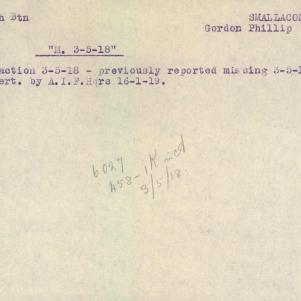 h Btn SMALLACO
Gordon Phillip
"M. 3-5-18"
action 3-5-18 - previously reported missing 3-5-1
ert. by A.I.F.Hqrs 16-1-19.
6027
458-1 K in A
3/5/18.